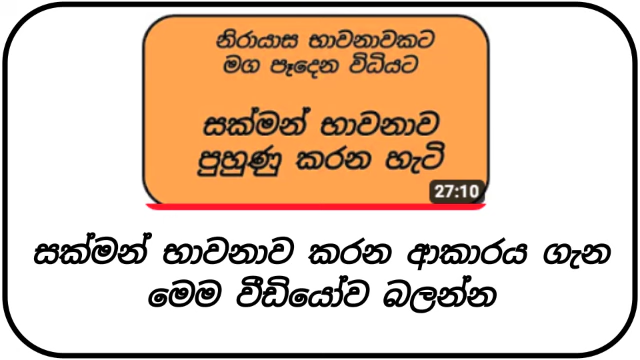 නිරායාස භාවනාවකට
මග පෑදෙන විධියට
සක්මන් භාවනාව
පුහුණු කරන හැටි
27:10
සක්මන් භාවනාව කරන ආකාරය ගැන
මෙම වීඩියෝව බලන්න